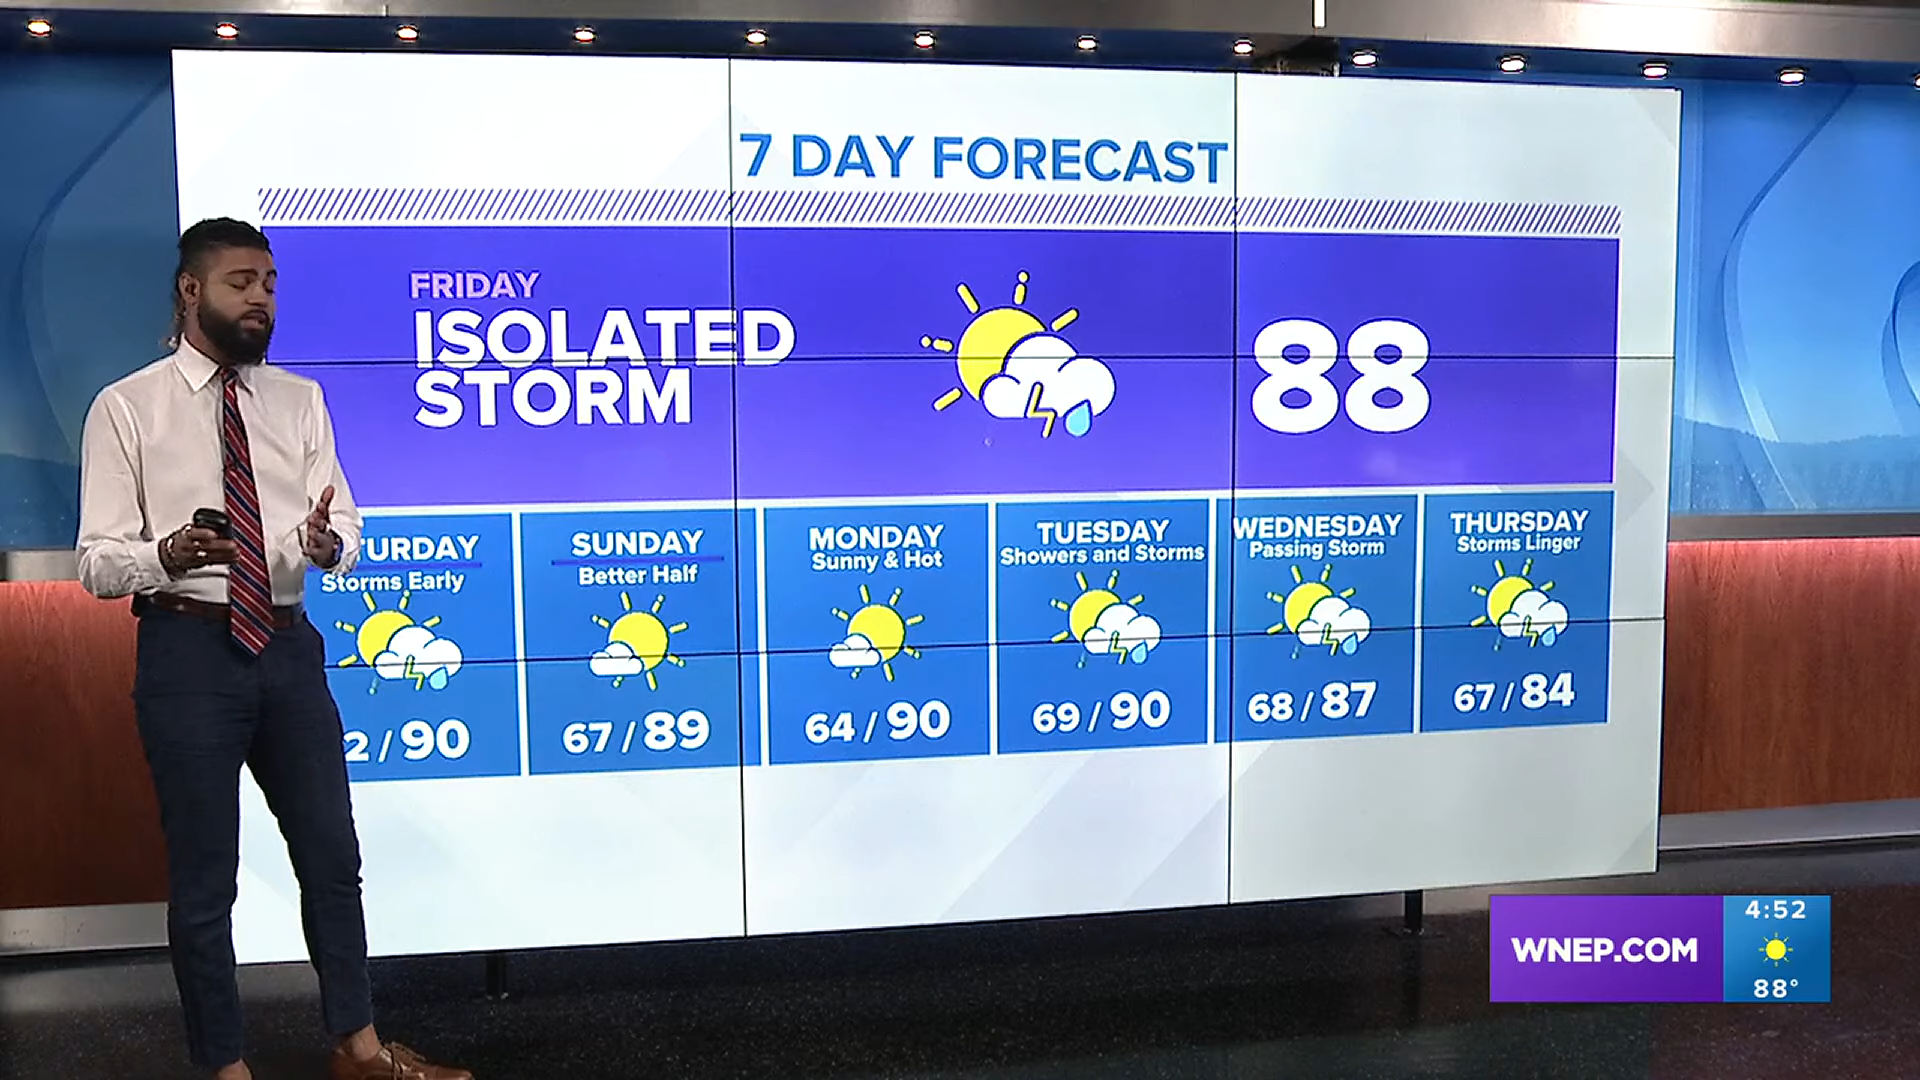 7 DAY FORECAST
FRIDAY
ISOLATED
STORM
88
TURDAY
Storms Early
2/90
SUNDAY
Better Half
67/89
MONDAY
Sunny & Hot
64/90
TUESDAY
Showers and Storms
69/90
WEDNESDAY
Passing Storm
68/87
THURSDAY
Storms Linger
67/84
WNEP.COM
4:52
88°